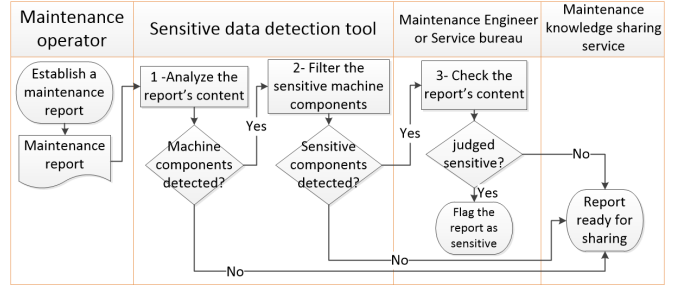 Maintenance
operator
Sensitive data detection tool
Maintenance Engineer
or Service bureau
Maintenance
knowledge sharing
service
Establish a
maintenance
report
Maintenance
report
1 -Analyze the
report's content
Machine
components
detected?
Yes
2- Filter the
sensitive machine
components
Sensitive
components
detected?
Yes
3- Check the
report's content
judged
sensitive?
Yes
Flag the
report as
sensitive
No
Report
ready for
sharing
No
No